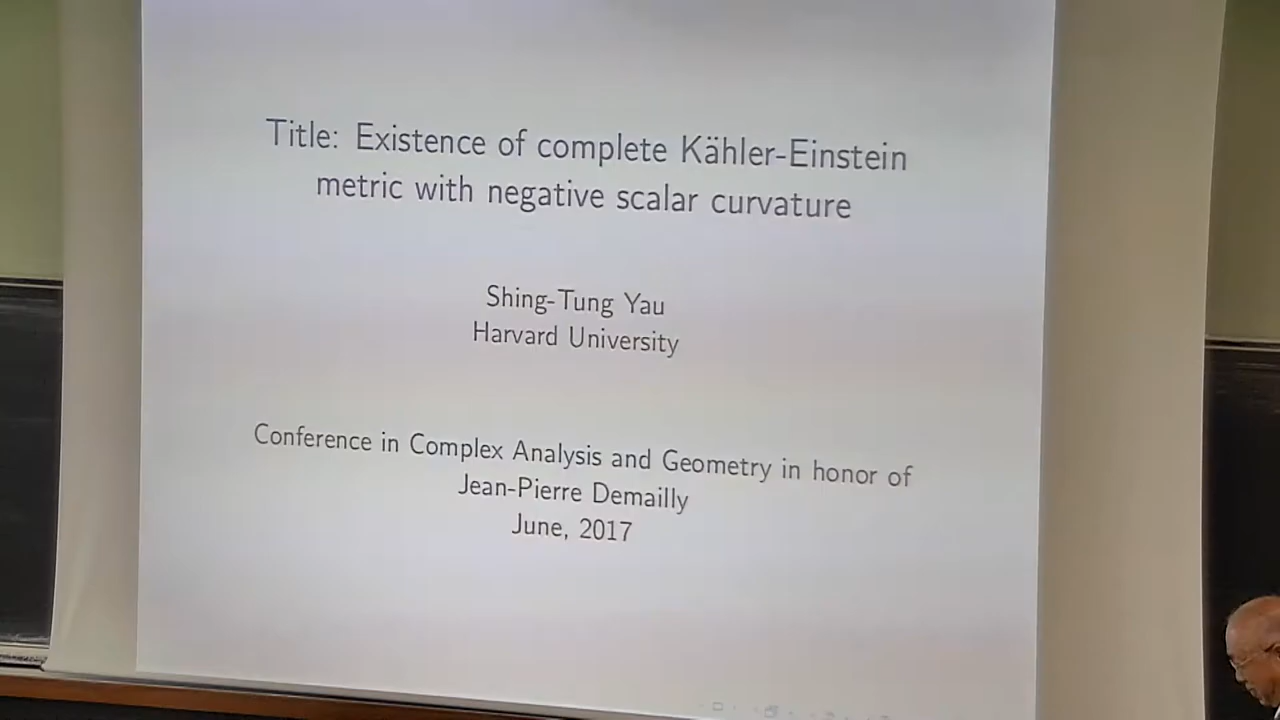 Title: Existence of complete Kähler-Einstein
metric with negative scalar curvature
Shing-Tung Yau
Harvard University
Conference in Complex Analysis and Geometry in honor of
Jean-Pierre Demailly
June, 2017